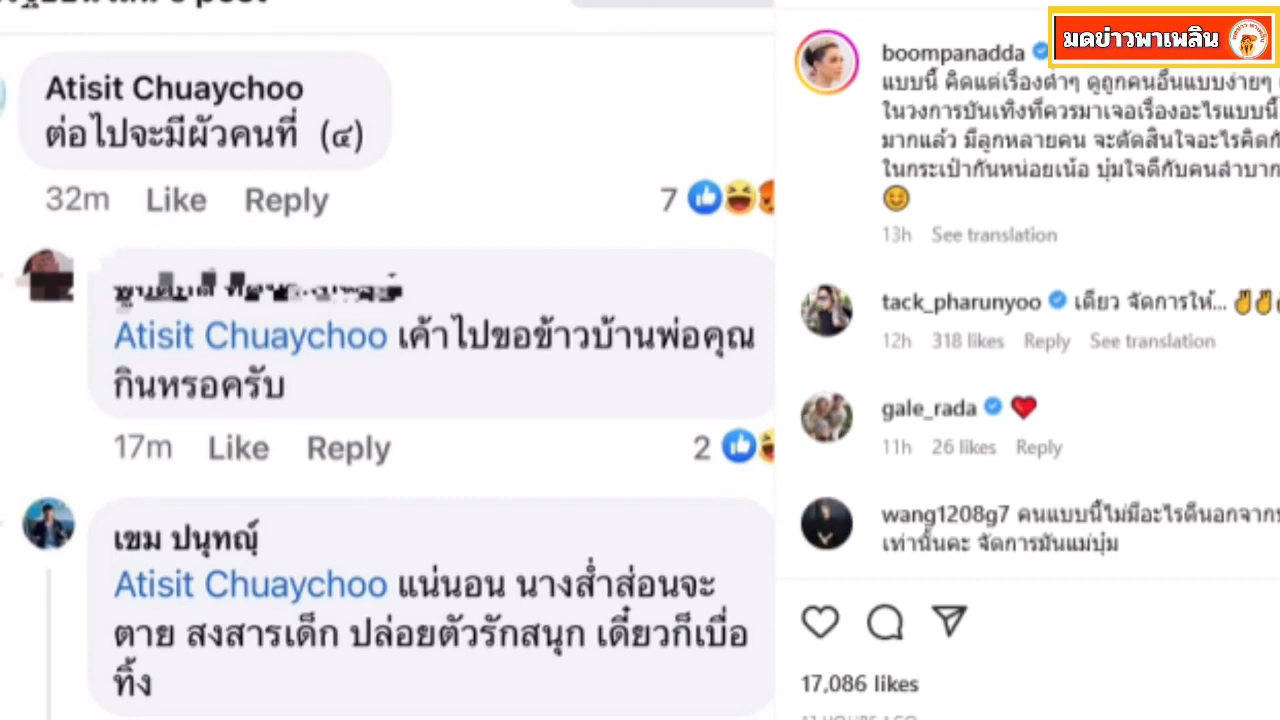 Atisit Chuaychoo
ต่อไปจะมีผัวคนที่ (๔)
32m Like Reply 7
Atisit Chuaychoo เค้าไปขอข้าวบ้านพ่อคุณ
กินหรอครับ
17m Like Reply 2
เขม ปนุทญ์
Atisit Chuaychoo แน่นอน นางส่ำส่อนจะ
ตาย สงสารเด็ก ปล่อยตัวรักสนุก เดี๋ยวก็เบื่อ
ทิ้ง
มดข่าวพาเพลิน
boompanadda
แบบนี้ คิดแต่เรื่องต่ำๆ ดูถูกคนอื่นแบบง่ายๆ
ในวงการบันเทิงที่ควรมาเจอเรื่องอะไรแบบนี้
มากแล้ว มีลูกหลายคน จะตัดสินใจอะไรคิดถึ
ในกระเป๋ากันหน่อยเน้อ บุ๋มใจดีกับคนลำบาก
😊
13h See translation
tack_pharunyoo เดียว จัดการให้... ✌✌
12h 318 likes Reply See translation
gale_rada ❤
11h 26 likes Reply
wang1208g7 คนแบบนี้ไม่มีอะไรดีนอกจาก
เท่านั้นคะ จัดการมันแม่บุ๋ม
17,086 likes